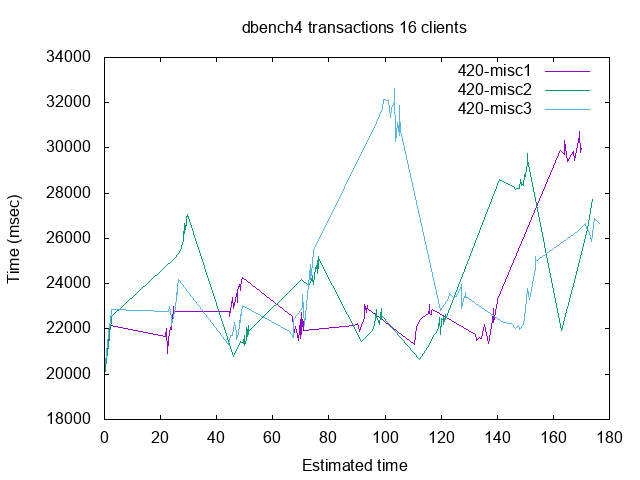 dbench4 transactions 16 clients
34000
32000
30000
28000
26000
24000
22000
20000
18000
Time (msec)
420-misc1
420-misc2
420-misc3
0 20 40 60 80 100 120 140 160 180
Estimated time